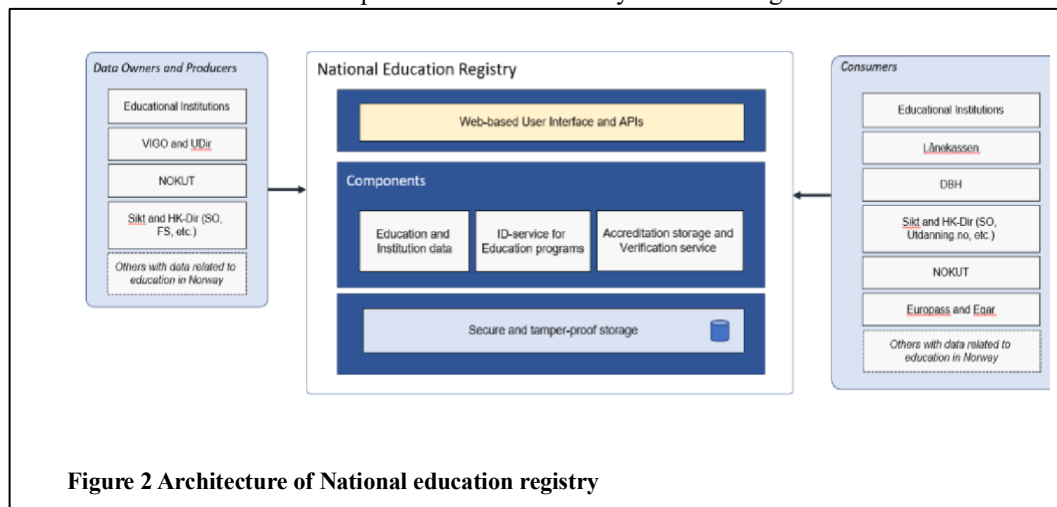 Data Owners and Producers
Educational Institutions
VIGO and UDir
NOKUT
Sikt and HK-Dir (SO,
FS, etc.)
Others with data related to
education in Norway
National Education Registry
Web-based User Interface and APIs
Components
Education and
Institution data
ID-service for
Education programs
Accreditation storage and
Verification service
Secure and tamper-proof storage
Consumers
Educational Institutions
Lånekassen
DBH
Sikt and HK-Dir (SO,
Utdanning.no, etc.)
NOKUT
Europass and Eqar
Others with data related to
education in Norway
Figure 2 Architecture of National education registry